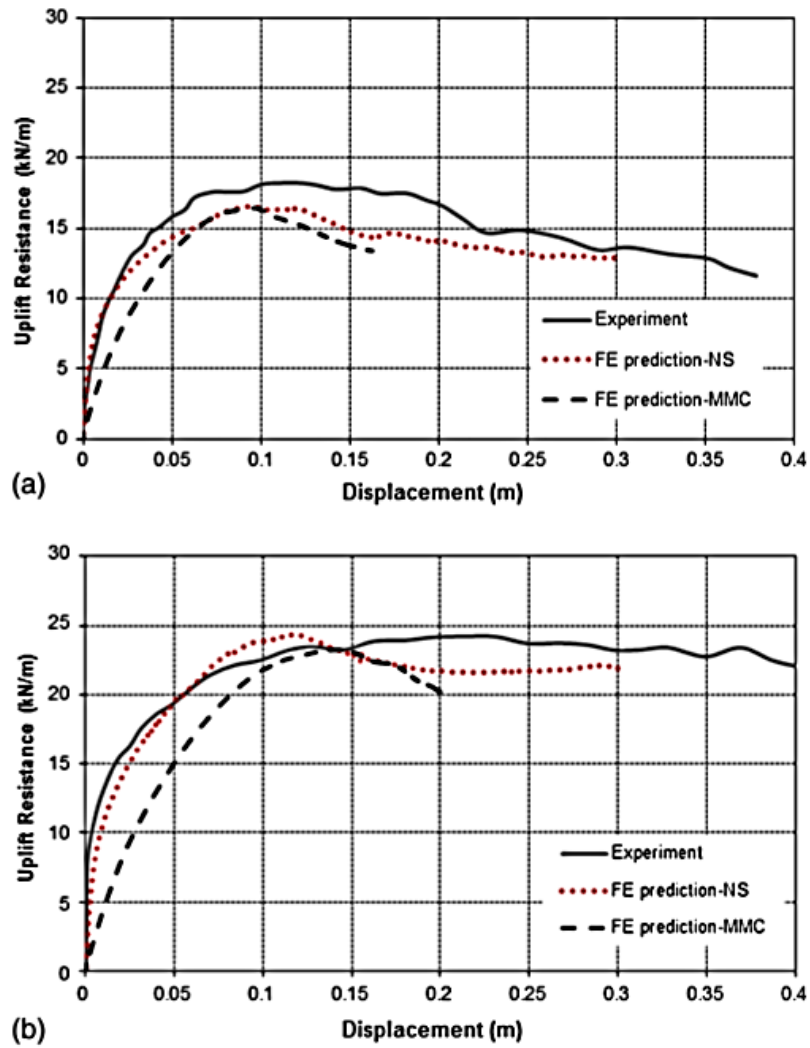 30
25
20
15
10
5
0
Uplift Resistance (kN/m)
Experiment
FE prediction-NS
FE prediction-MMC
0 0.05 0.1 0.15 0.2 0.25 0.3 0.35 0.4
(a)
Displacement (m)
30
25
20
15
10
5
0
Uplift Resistance (kN/m)
Experiment
FE prediction-NS
FE prediction-MMC
0 0.05 0.1 0.15 0.2 0.25 0.3 0.35 0.4
(b)
Displacement (m)